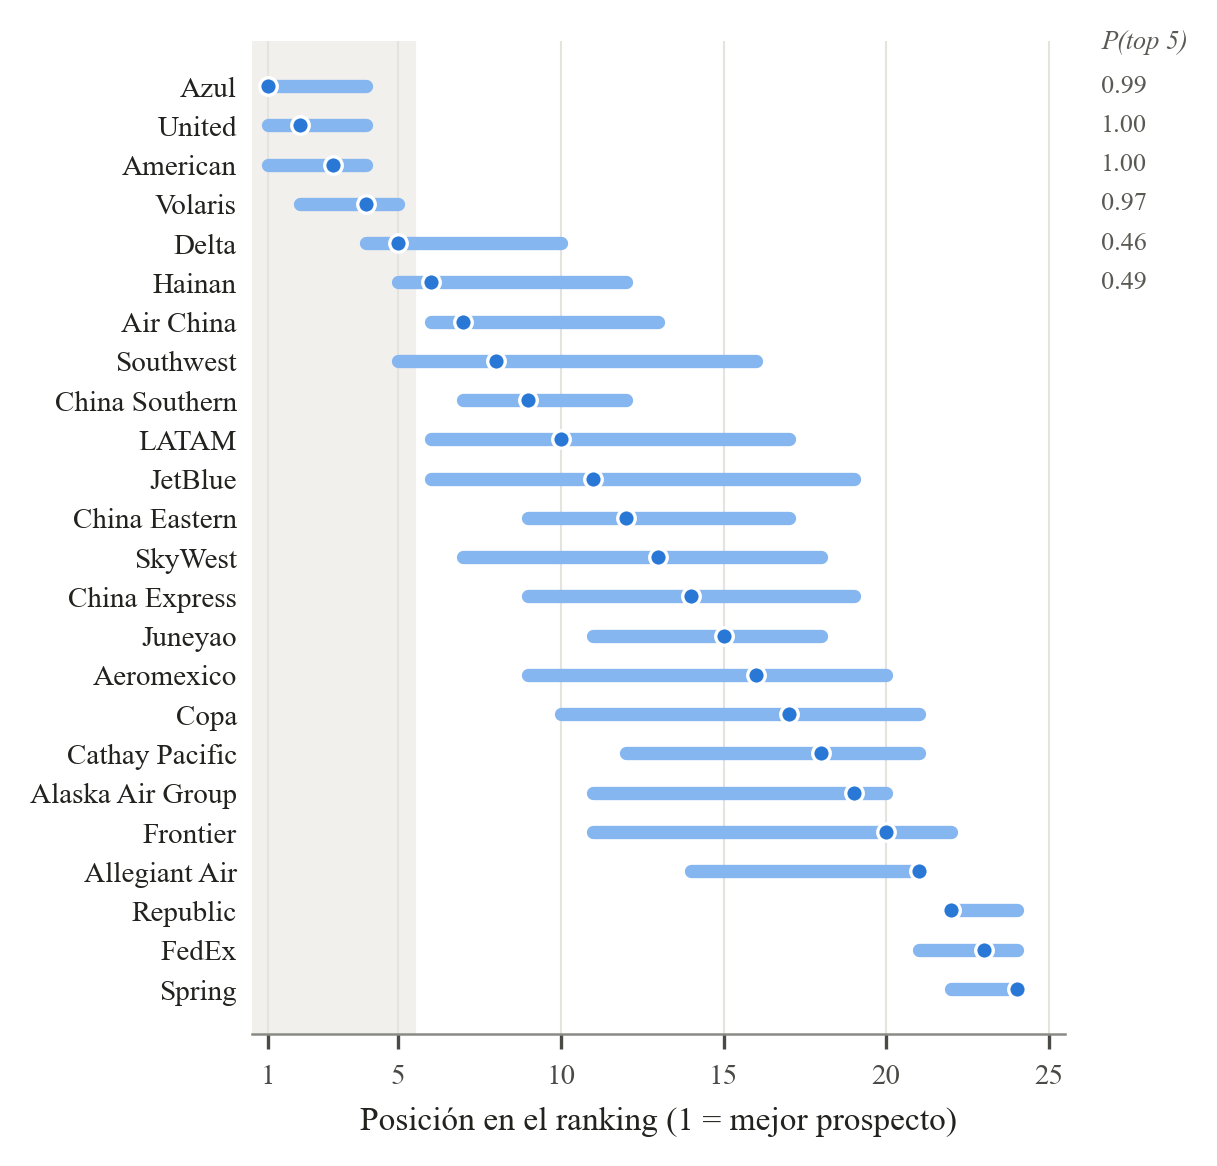 P(top 5)
Azul 0.99
United 1.00
American 1.00
Volaris 0.97
Delta 0.46
Hainan 0.49
Air China
Southwest
China Southern
LATAM
JetBlue
China Eastern
SkyWest
China Express
Juneyao
Aeromexico
Copa
Cathay Pacific
Alaska Air Group
Frontier
Allegiant Air
Republic
FedEx
Spring
1 5 10 15 20 25
Posición en el ranking (1 = mejor prospecto)